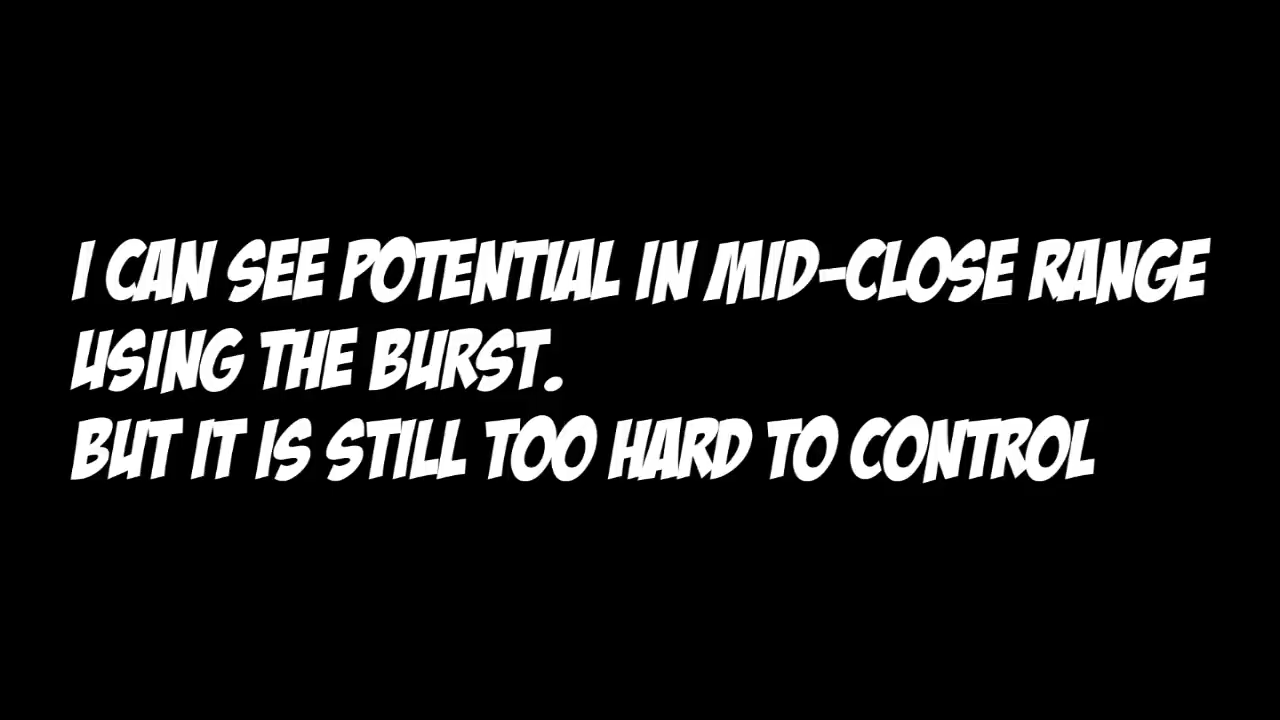 I CAN SEE POTENTIAL IN MID-CLOSE RANGE
USING THE BURST.
BUT IT IS STILL TOO HARD TO CONTROL